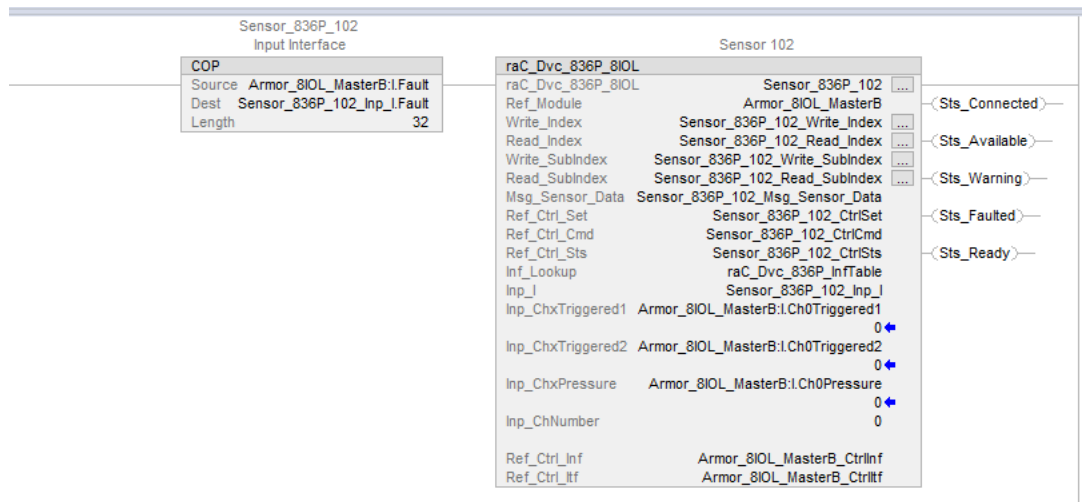 Sensor_836P_102
Input Interface
COP
Source Armor_8IOL_MasterB:I.Fault
Dest Sensor_836P_102_Inp_I.Fault
Length 32
Sensor 102
raC_Dvc_836P_8IOL
raC_Dvc_836P_8IOL Sensor_836P_102 ...
Ref_Module Armor_8IOL_MasterB
Write_Index Sensor_836P_102_Write_Index ...
Read_Index Sensor_836P_102_Read_Index ...
Write_SubIndex Sensor_836P_102_Write_SubIndex ...
Read_SubIndex Sensor_836P_102_Read_SubIndex ...
Msg_Sensor_Data Sensor_836P_102_Msg_Sensor_Data
Ref_Ctrl_Set Sensor_836P_102_CtrlSet
Ref_Ctrl_Cmd Sensor_836P_102_CtrlCmd
Ref_Ctrl_Sts Sensor_836P_102_CtrlSts
Inf_Lookup raC_Dvc_836P_InfTable
Inp_I Sensor_836P_102_Inp_I
Inp_ChxTriggered1 Armor_8IOL_MasterB:I.Ch0Triggered1
0
Inp_ChxTriggered2 Armor_8IOL_MasterB:I.Ch0Triggered2
0
Inp_ChxPressure Armor_8IOL_MasterB:I.Ch0Pressure
0
Inp_ChNumber 0
Ref_Ctrl_Inf Armor_8IOL_MasterB_CtrlInf
Ref_Ctrl_Itf Armor_8IOL_MasterB_CtrlItf
Sts_Connected
Sts_Available
Sts_Warning
Sts_Faulted
Sts_Ready